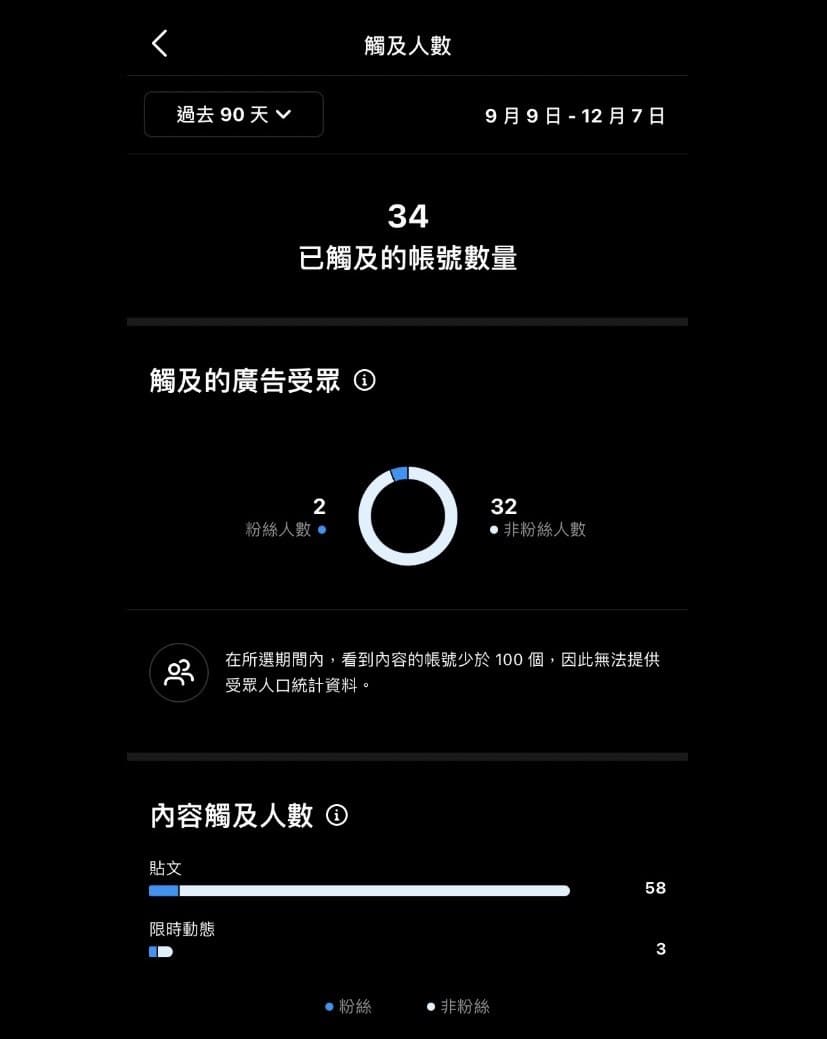 觸及人數
過去 90 天
9 月 9 日 - 12 月 7 日
34
已觸及的帳號數量
觸及的廣告受眾
2
粉絲人數
32
非粉絲人數
在所選期間內，看到內容的帳號少於 100 個，因此無法提供
受眾人口統計資料。
內容觸及人數
貼文
58
限時動態
3
粉絲
非粉絲